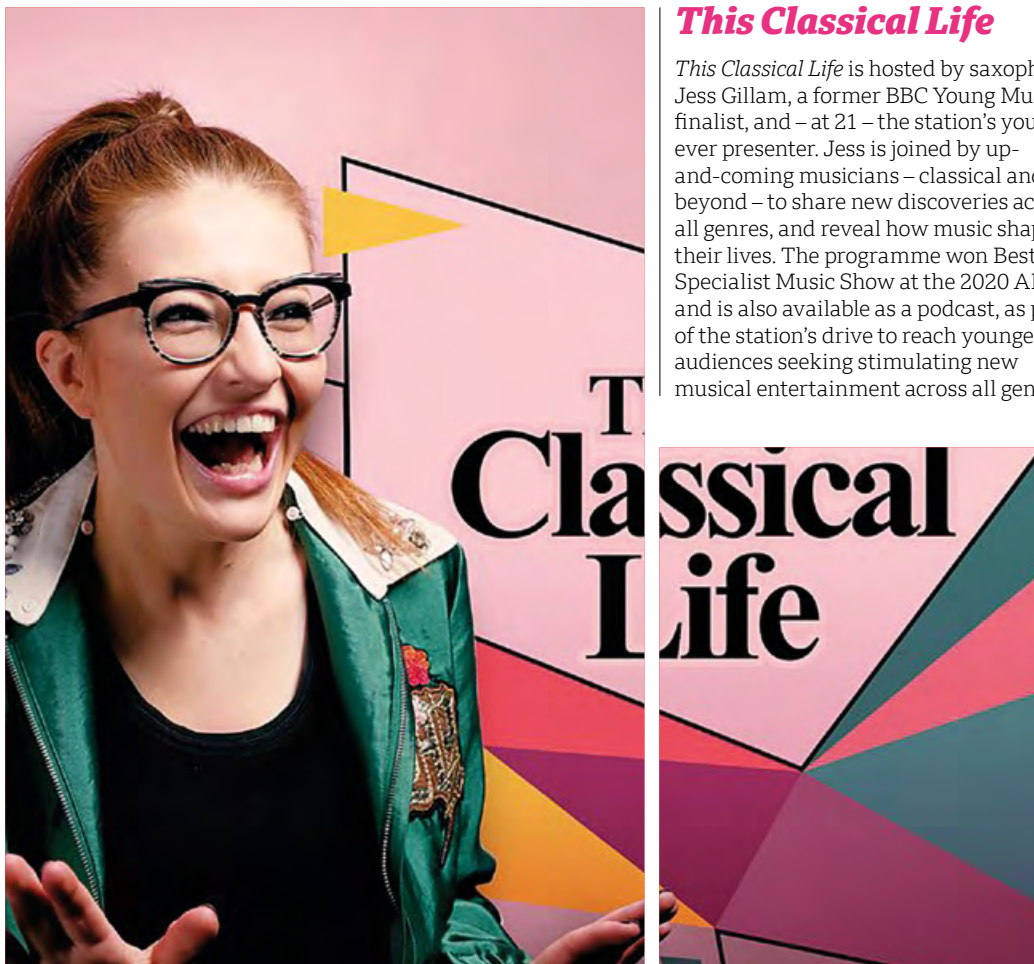 This Classical Life
This Classical Life is hosted by saxoph
Jess Gillam, a former BBC Young Mu
finalist, and – at 21 – the station’s you
ever presenter. Jess is joined by up-
and-coming musicians – classical and
beyond – to share new discoveries ac
all genres, and reveal how music shap
their lives. The programme won Best
Specialist Music Show at the 2020 A
and is also available as a podcast, as p
of the station’s drive to reach younge
audiences seeking stimulating new
musical entertainment across all gen
T
Classical
Life